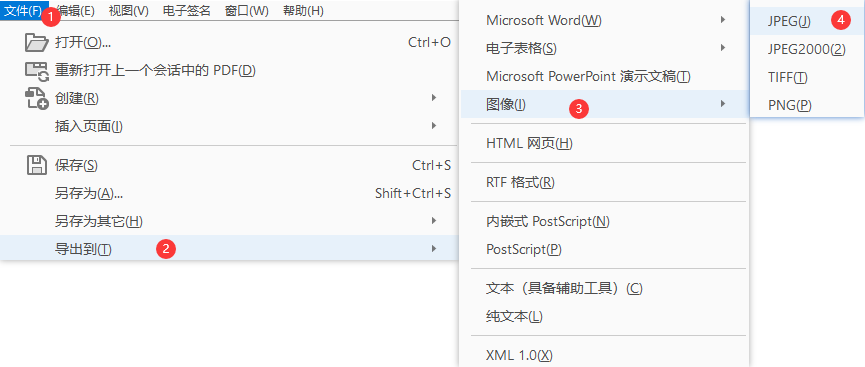 文件(F) 1 编辑(E) 视图(V) 电子签名 窗口(W) 帮助(H)
打开(O)... Ctrl+O
重新打开上一个会话中的 PDF(D)
创建(R)
插入页面(I)
保存(S) Ctrl+S
另存为(A)... Shift+Ctrl+S
另存为其它(H)
导出到(T) 2
Microsoft Word(W)
电子表格(S)
Microsoft PowerPoint 演示文稿(T)
图像(I) 3
HTML 网页(H)
RTF 格式(R)
内嵌式 PostScript(N)
PostScript(P)
文本（具备辅助工具）(C)
纯文本(L)
XML 1.0(X)
JPEG(J) 4
JPEG2000(2)
TIFF(T)
PNG(P)